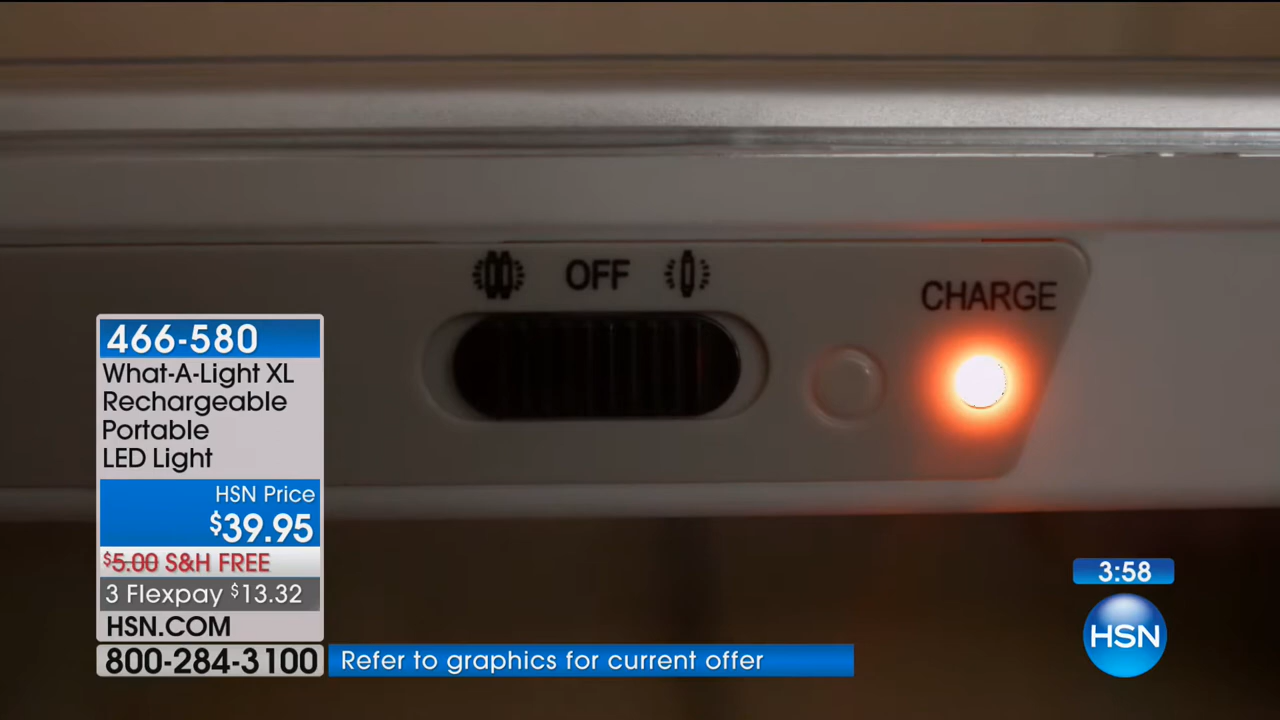 OFF
CHARGE
466-580
What-A-Light XL
Rechargeable
Portable
LED Light
HSN Price
$39.95
$5.00 S&H FREE
3 Flexpay $13.32
HSN.COM
800-284-3100
Refer to graphics for current offer
3:58
HSN